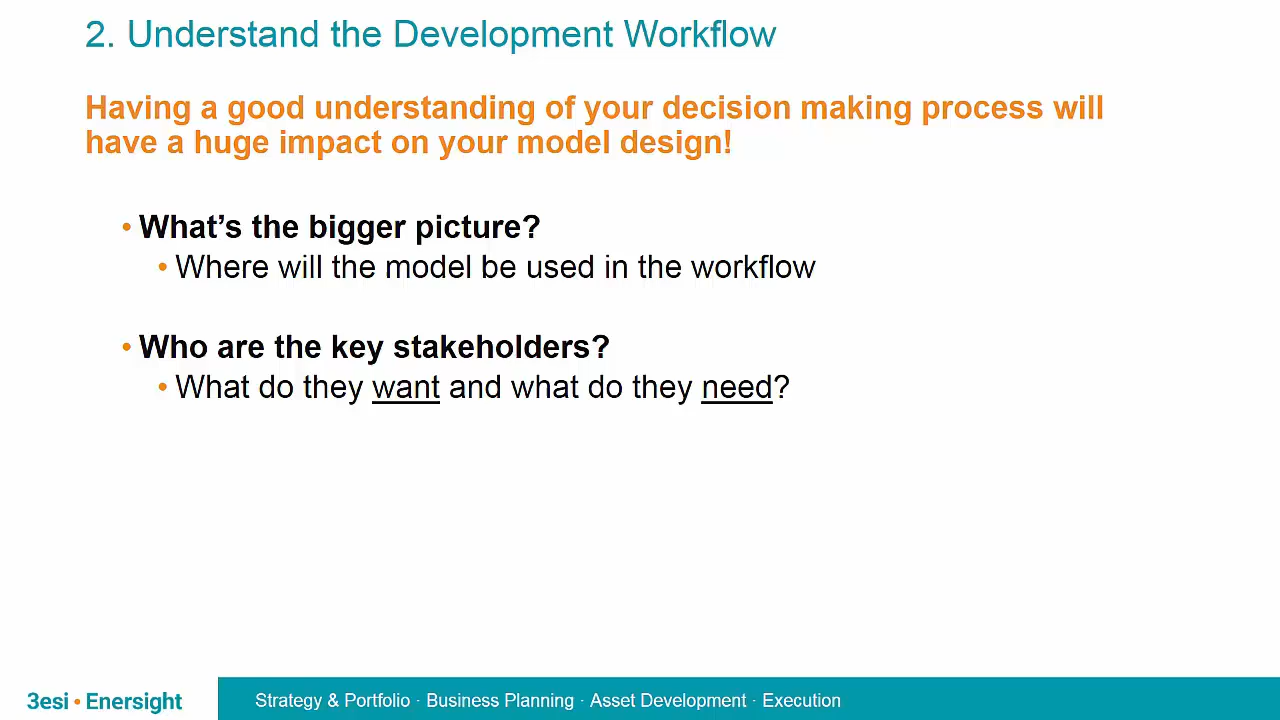 2. Understand the Development Workflow
Having a good understanding of your decision making process will
have a huge impact on your model design!
• What’s the bigger picture?
• Where will the model be used in the workflow
• Who are the key stakeholders?
• What do they want and what do they need?
3esi • Enersight
Strategy & Portfolio · Business Planning · Asset Development · Execution